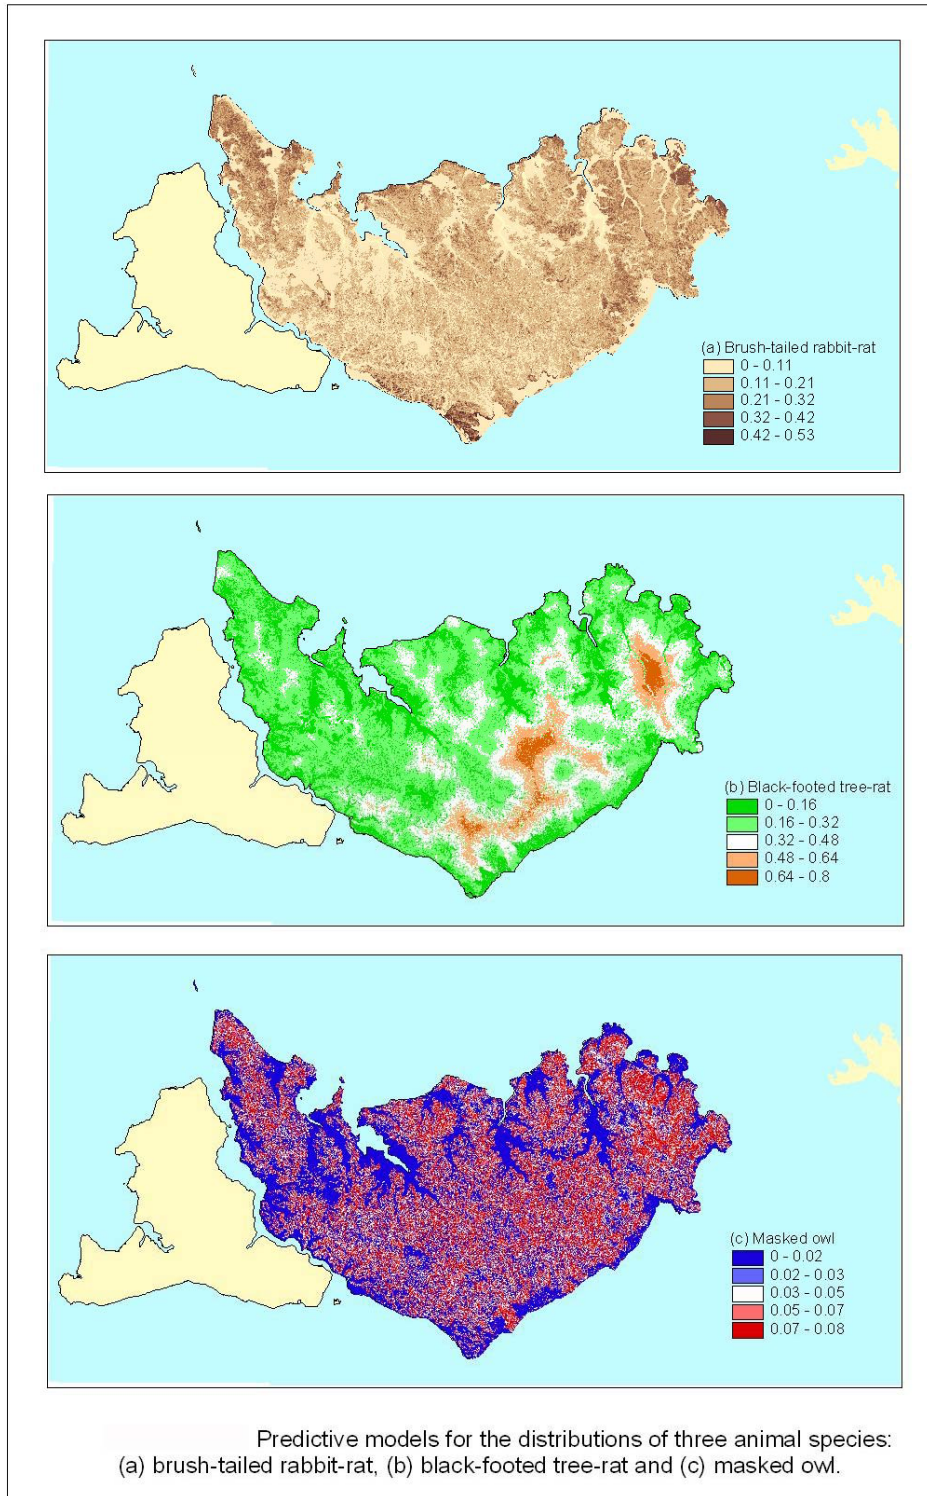 (a) Brush-tailed rabbit-rat
0 - 0.11
0.11 - 0.21
0.21 - 0.32
0.32 - 0.42
0.42 - 0.53
(b) Black-footed tree-rat
0 - 0.16
0.16 - 0.32
0.32 - 0.48
0.48 - 0.64
0.64 - 0.8
(c) Masked owl
0 - 0.02
0.02 - 0.03
0.03 - 0.05
0.05 - 0.07
0.07 - 0.08
Predictive models for the distributions of three animal species:
(a) brush-tailed rabbit-rat, (b) black-footed tree-rat and (c) masked owl.